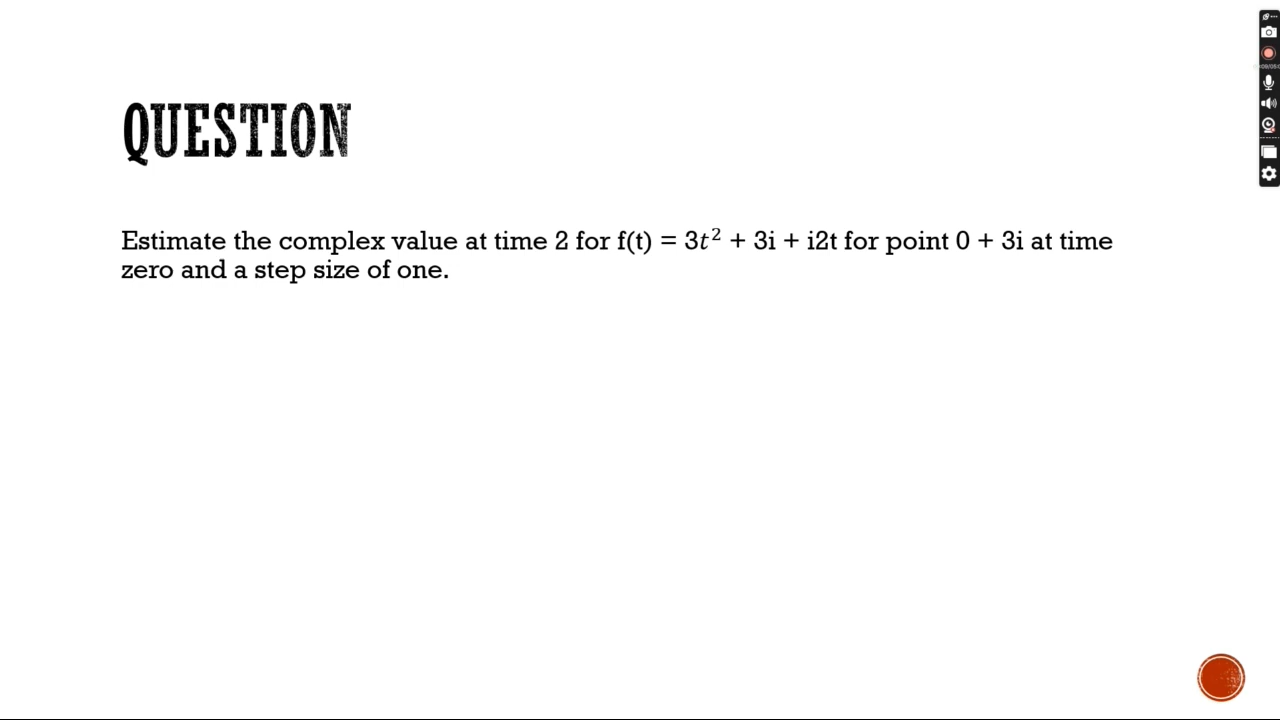 QUESTION
Estimate the complex value at time 2 for f(t) = 3𝑡² + 3i + i2t for point 0 + 3i at time
zero and a step size of one.